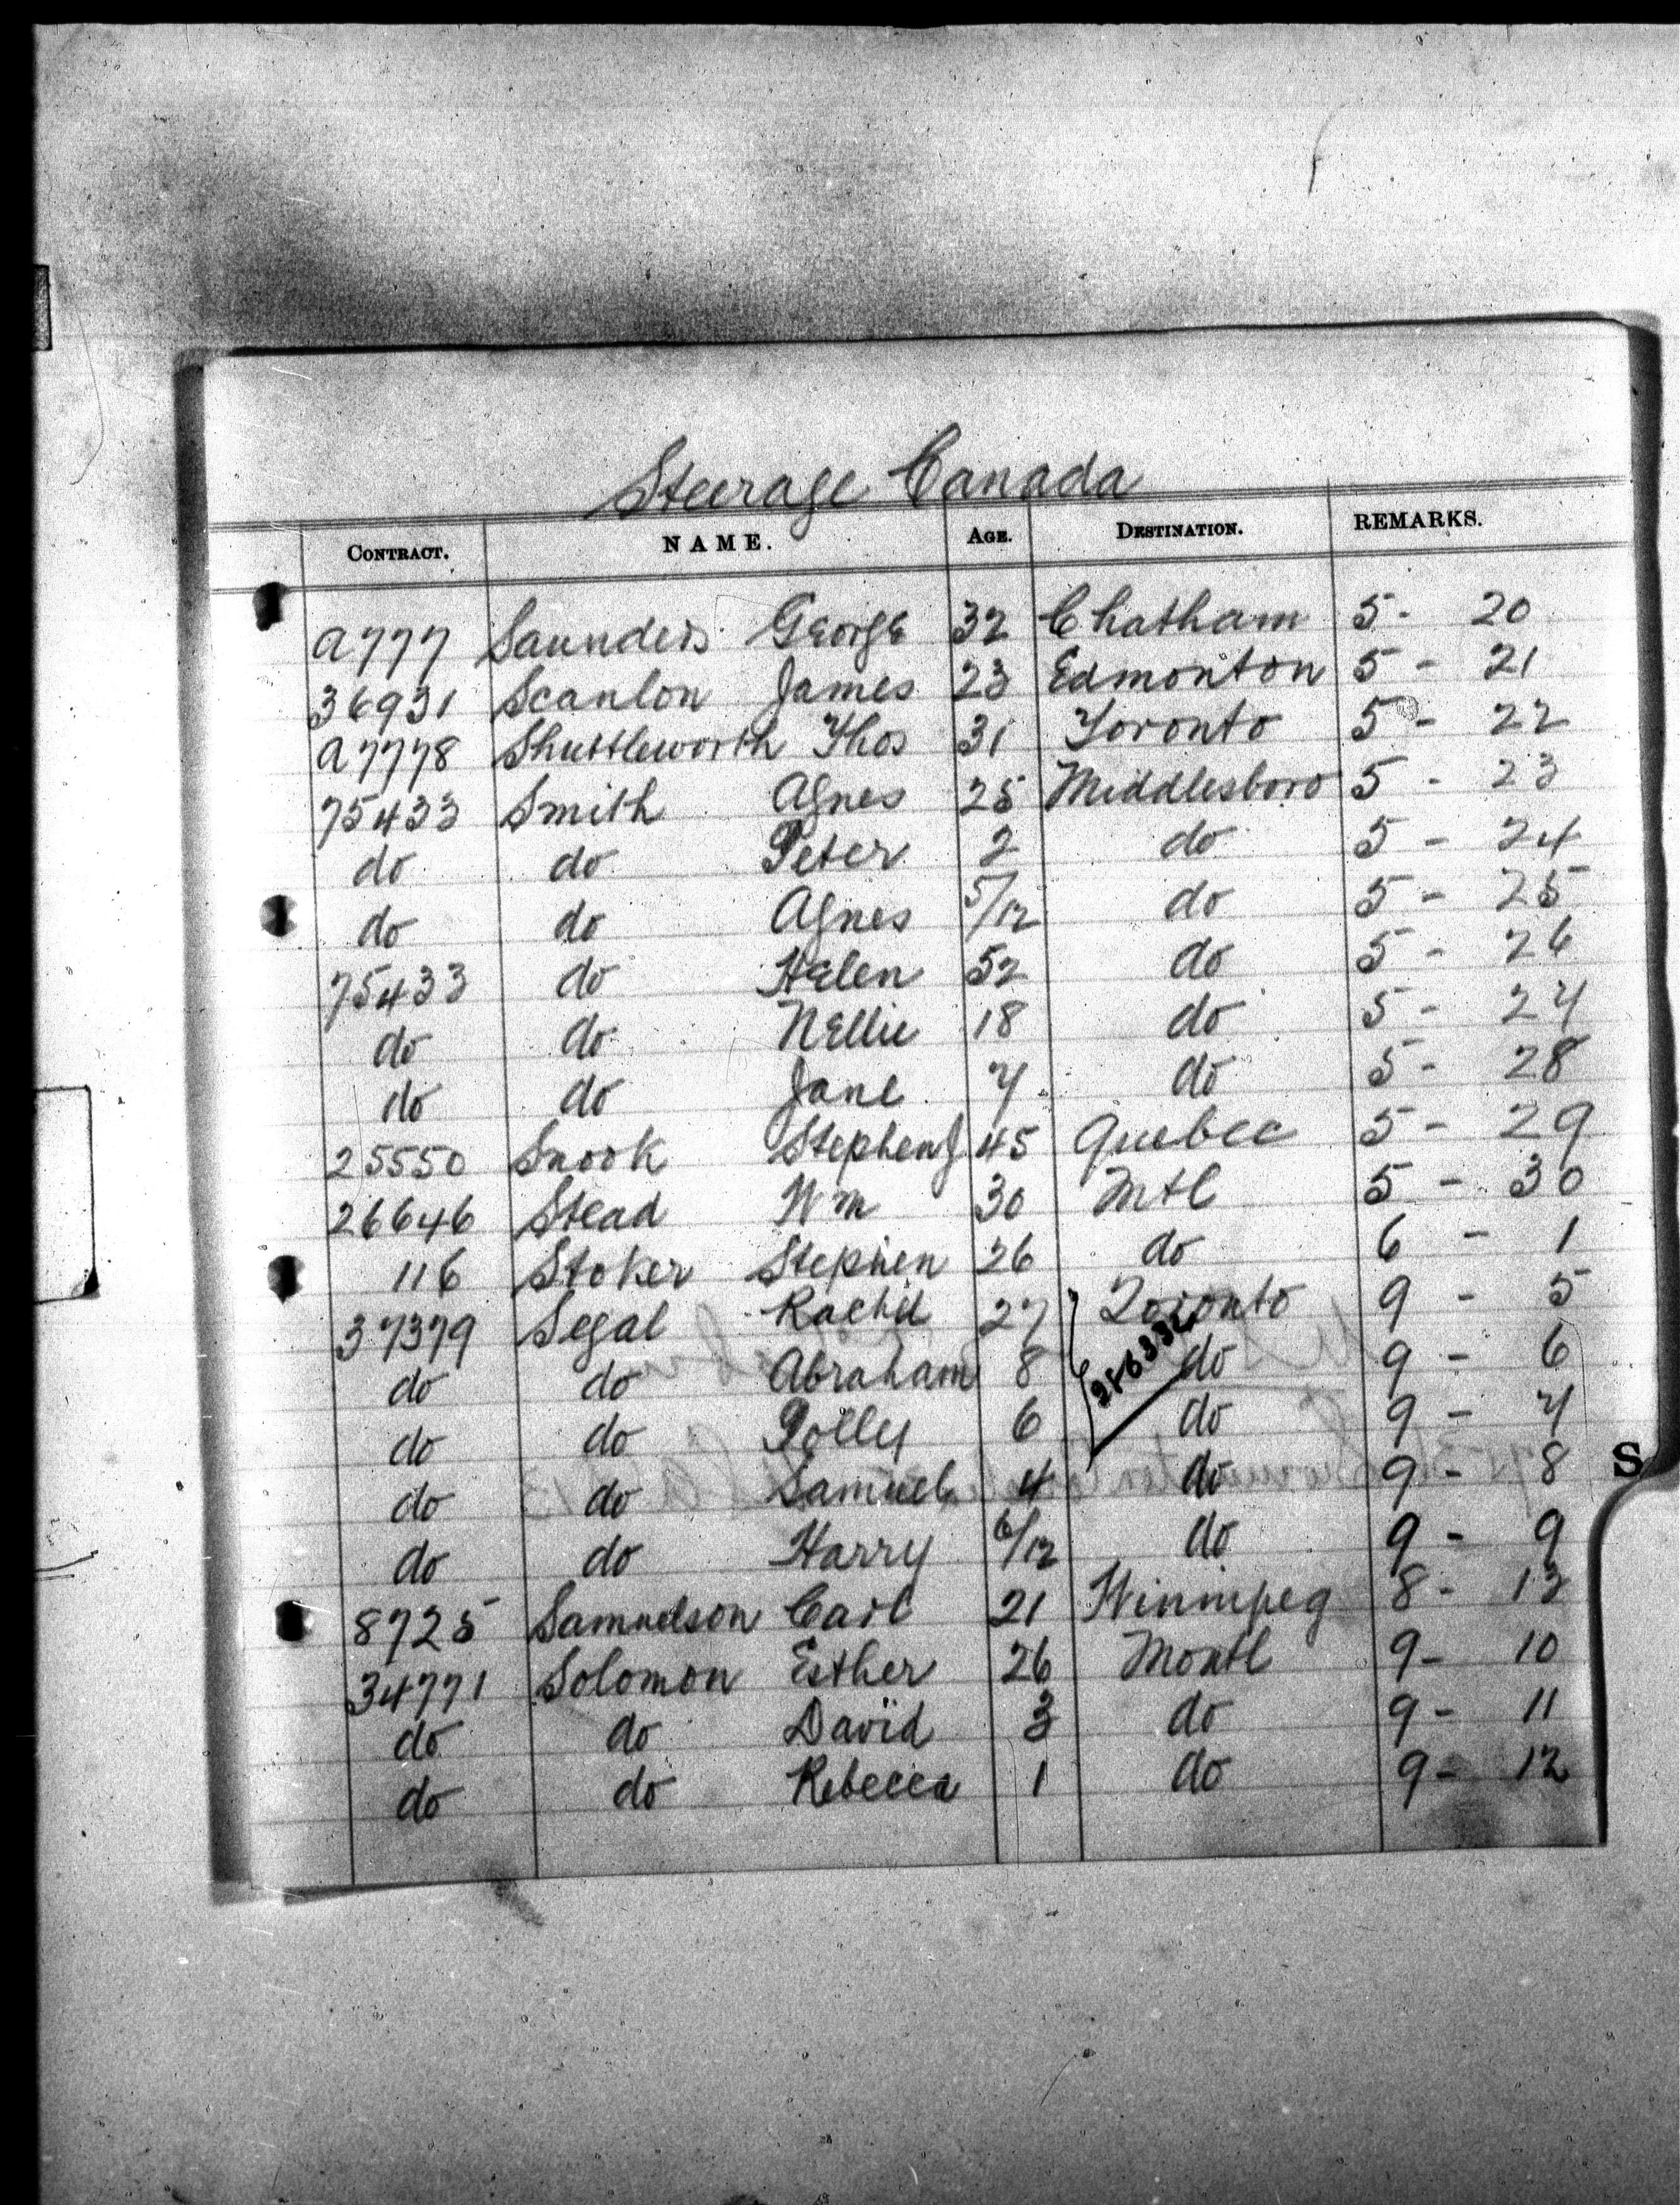 Steerage Canada
CONTRACT. NAME. AGE. DESTINATION. REMARKS.
a777 Saunders George 32 Chatham 5 - 20
36931 Scanlon James 23 Edmonton 5 - 21
a7778 Shuttleworth Thos 31 Toronto 5 - 22
75433 Smith Agnes 25 Middlesboro 5 - 23
do do Peter 2 do 5 - 24
do do Agnes 5/12 do 5 - 25
75433 do Helen 52 do 5 - 26
do do Nellie 18 do 5 - 27
do do Jane 7 do 5 - 28
25550 Snook Stephen J 45 Quebec 5 - 29
26646 Stead Wm 30 Mtl 5 - 30
116 Stoker Stephen 26 do 6 - 1
37379 Segal Rachel 27 Toronto 9 - 5
do do Abraham 8 do 9 - 6
do do Polly 6 do 9 - 7
do do Samuel 4 do 9 - 8
S
do do Harry 6/12 do 9 - 9
8725 Samuelson Carl 21 Winnipeg 8 - 13
34771 Solomon Esther 26 Montl 9 - 10
do do David 3 do 9 - 11
do do Rebecca 1 do 9 - 12